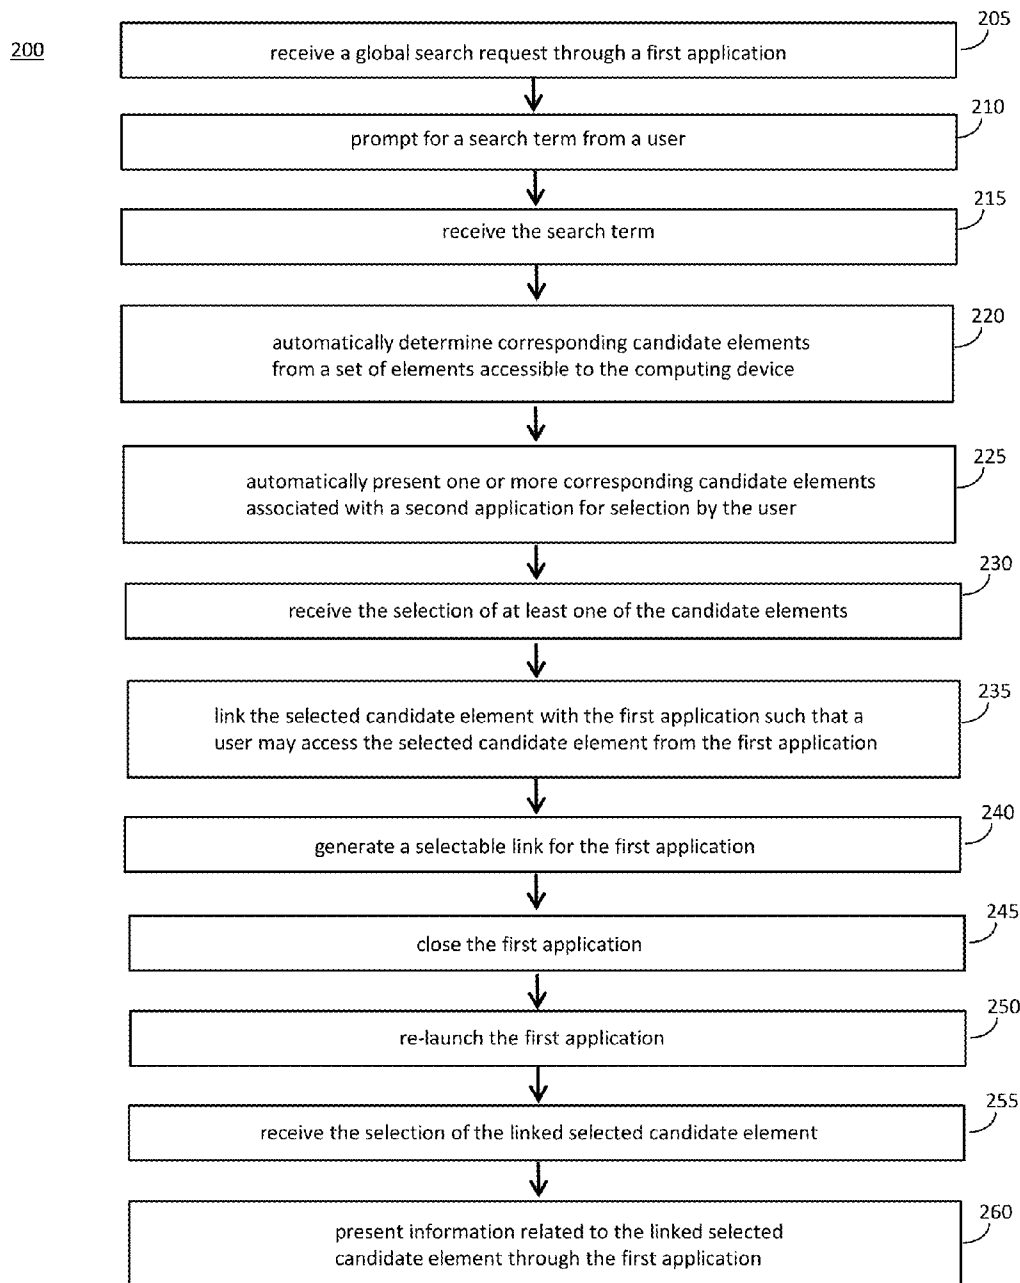 200
205
receive a global search request through a first application
210
prompt for a search term from a user
215
receive the search term
220
automatically determine corresponding candidate elements
from a set of elements accessible to the computing device
225
automatically present one or more corresponding candidate elements
associated with a second application for selection by the user
230
receive the selection of at least one of the candidate elements
235
link the selected candidate element with the first application such that a
user may access the selected candidate element from the first application
240
generate a selectable link for the first application
245
close the first application
250
re-launch the first application
255
receive the selection of the linked selected candidate element
260
present information related to the linked selected
candidate element through the first application